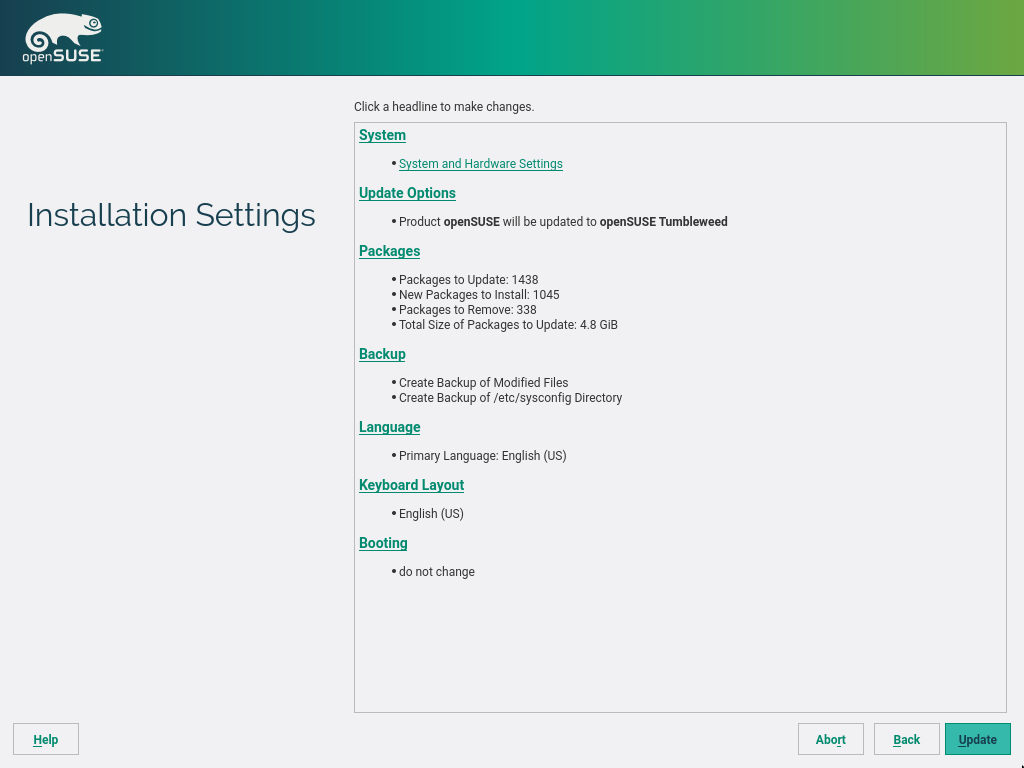 openSUSE
Click a headline to make changes.
Installation Settings
System
• System and Hardware Settings
Update Options
• Product openSUSE will be updated to openSUSE Tumbleweed
Packages
• Packages to Update: 1438
• New Packages to Install: 1045
• Packages to Remove: 338
• Total Size of Packages to Update: 4.8 GiB
Backup
• Create Backup of Modified Files
• Create Backup of /etc/sysconfig Directory
Language
• Primary Language: English (US)
Keyboard Layout
• English (US)
Booting
• do not change
Help
Abort
Back
Update